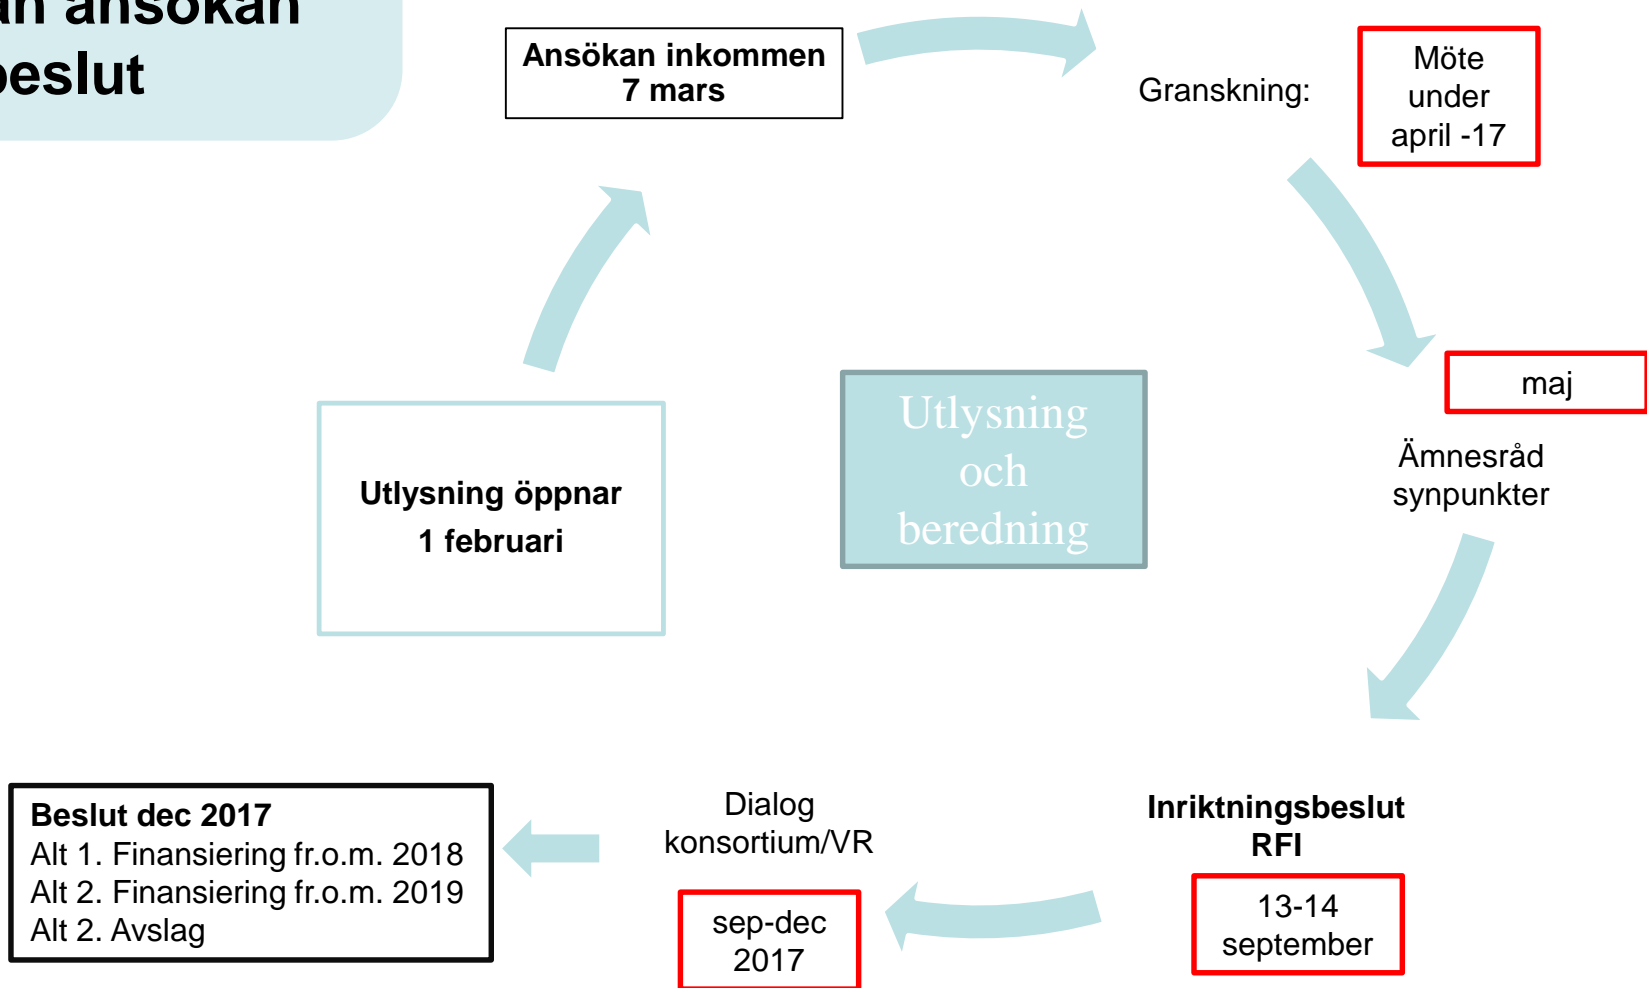 ansökan
beslut
Ansökan inkommen
7 mars
Granskning:
Möte
under
april -17
maj
Ämnesråd
synpunkter
Utlysning öppnar
1 februari
Utlysning
och
beredning
Inriktningsbeslut
RFI
13-14
september
Dialog
konsortium/VR
sep-dec
2017
Beslut dec 2017
Alt 1. Finansiering fr.o.m. 2018
Alt 2. Finansiering fr.o.m. 2019
Alt 2. Avslag